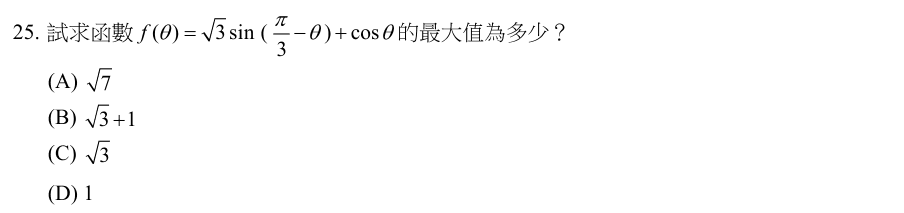 25. 試求函數 f(θ) = √3 sin (π/3 − θ) + cosθ 的最大值為多少？
(A) √7
(B) √3 +1
(C) √3
(D) 1